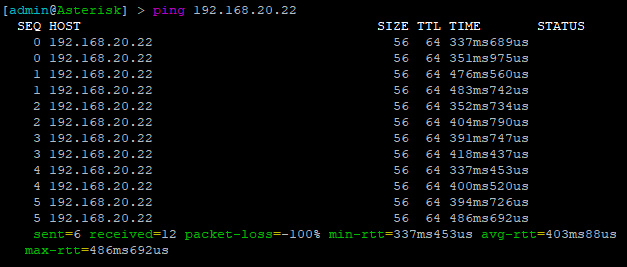 [admin@Asterisk] > ping 192.168.20.22
SEQ HOST SIZE TTL TIME STATUS
0 192.168.20.22 56 64 337ms689us
0 192.168.20.22 56 64 351ms975us
1 192.168.20.22 56 64 476ms560us
1 192.168.20.22 56 64 483ms742us
2 192.168.20.22 56 64 352ms734us
2 192.168.20.22 56 64 404ms790us
3 192.168.20.22 56 64 391ms747us
3 192.168.20.22 56 64 418ms437us
4 192.168.20.22 56 64 337ms453us
4 192.168.20.22 56 64 400ms520us
5 192.168.20.22 56 64 394ms726us
5 192.168.20.22 56 64 486ms692us
sent=6 received=12 packet-loss=-100% min-rtt=337ms453us avg-rtt=403ms88us
max-rtt=486ms692us